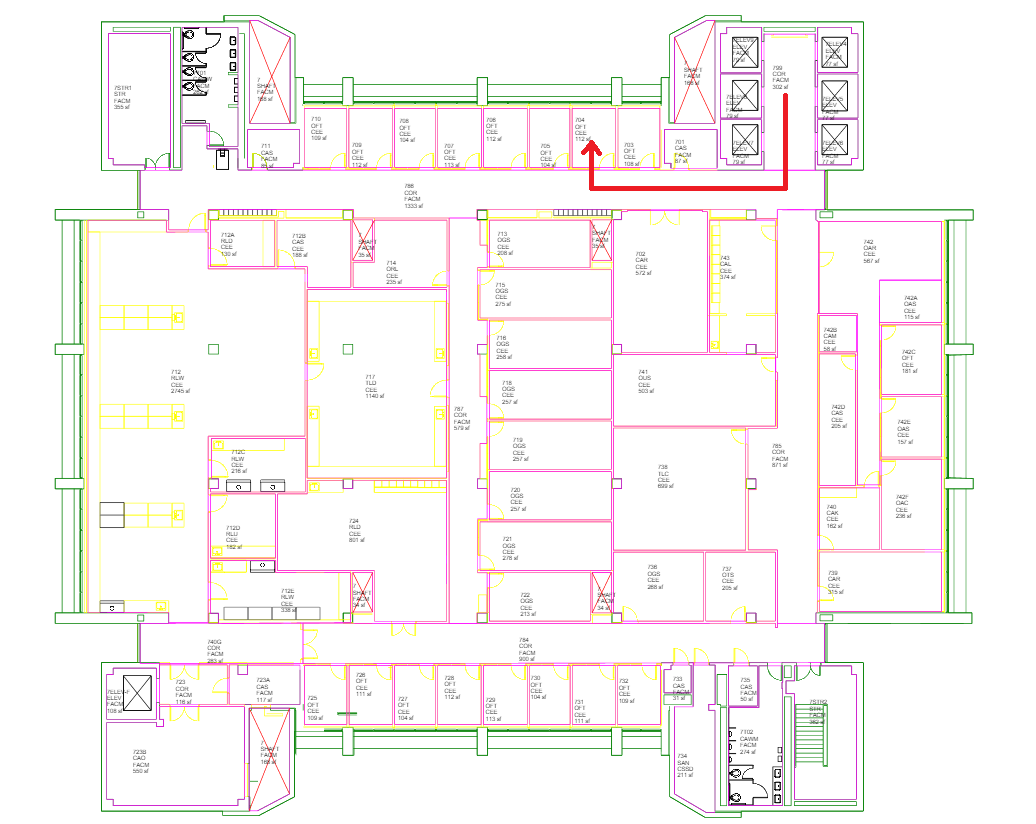 7STR1
STR
FACM
355 sf
FACM
7
SHAFT
FACM
168 sf
711
CAS
FACM
710
OFT
CEE
109 sf
709
OFT
CEE
112 sf
708
OFT
CEE
104 sf
707
OFT
CEE
113 sf
706
OFT
CEE
112 sf
705
OFT
CEE
104 sf
704
OFT
CEE
112 sf
703
OFT
CEE
108 sf
7
SHAFT
FACM
168 sf
701
CAS
FACM
87 sf
ELEV
FACM
79 sf
7ELEV6
ELEV
FACM
79 sf
7ELEV7
ELEV
FACM
79 sf
799
COR
FACM
302 sf
7ELEV4
ELEV
FACM
77 sf
ELEV
FACM
77 sf
ELEV
FACM
77 sf
788
COR
FACM
1333 sf
712A
RLD
CEE
130 sf
712B
CAS
CEE
168 sf
7
SHAFT
FACM
35 sf
714
ORL
CEE
235 sf
713
OGS
CEE
208 sf
7
SHAFT
FACM
35 sf
702
CAR
CEE
572 sf
743
CAL
CEE
374 sf
742
OAR
CEE
567 sf
715
OGS
CEE
275 sf
742A
OAS
CEE
115 sf
716
OGS
CEE
258 sf
742B
CAM
CEE
58 sf
742C
OFT
CEE
181 sf
712
RLW
CEE
2745 sf
717
TLD
CEE
1140 sf
718
OGS
CEE
257 sf
741
OUS
CEE
503 sf
787
COR
FACM
579 sf
742D
CAS
CEE
205 sf
742E
OAS
CEE
157 sf
719
OGS
CEE
257 sf
785
COR
FACM
871 sf
712C
RLW
CEE
216 sf
738
TLC
CEE
699 sf
720
OGS
CEE
257 sf
742F
OAC
CEE
236 sf
740
CAK
CEE
162 sf
712D
RLD
CEE
182 sf
724
RLD
CEE
801 sf
721
OGS
CEE
278 sf
736
OGS
CEE
268 sf
737
OTS
CEE
205 sf
739
CAR
CEE
315 sf
712E
RLW
CEE
338 sf
7
SHAFT
FACM
34 sf
722
OGS
CEE
213 sf
7
SHAFT
FACM
34 sf
740G
COR
FACM
283 sf
784
COR
FACM
900 sf
7ELEV-F
ELEV
FACM
108 sf
723
COR
FACM
116 sf
723A
CAS
FACM
117 sf
725
OFT
CEE
109 sf
726
OFT
CEE
111 sf
727
OFT
CEE
104 sf
728
OFT
CEE
112 sf
729
OFT
CEE
113 sf
730
OFT
CEE
104 sf
731
OFT
CEE
111 sf
732
OFT
CEE
109 sf
733
CAS
FACM
31 sf
735
CAS
FACM
50 sf
7STR2
STR
FACM
723B
CAO
FACM
550 sf
7
SHAFT
FACM
168 sf
734
SAN
CSSD
211 sf
7T02
CAWM
FACM
274 sf